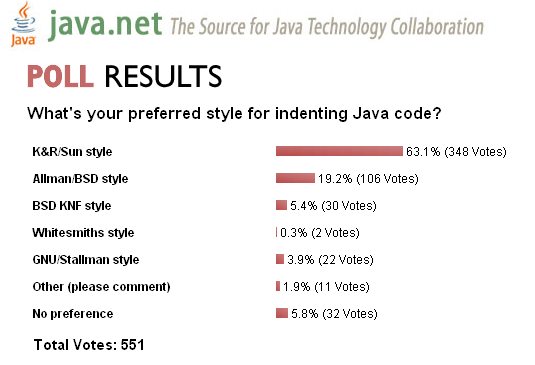 java.net The Source for Java Technology Collaboration
Java
POLL RESULTS
What's your preferred style for indenting Java code?
K&R/Sun style 63.1% (348 Votes)
Allman/BSD style 19.2% (106 Votes)
BSD KNF style 5.4% (30 Votes)
Whitesmiths style 0.3% (2 Votes)
GNU/Stallman style 3.9% (22 Votes)
Other (please comment) 1.9% (11 Votes)
No preference 5.8% (32 Votes)
Total Votes: 551